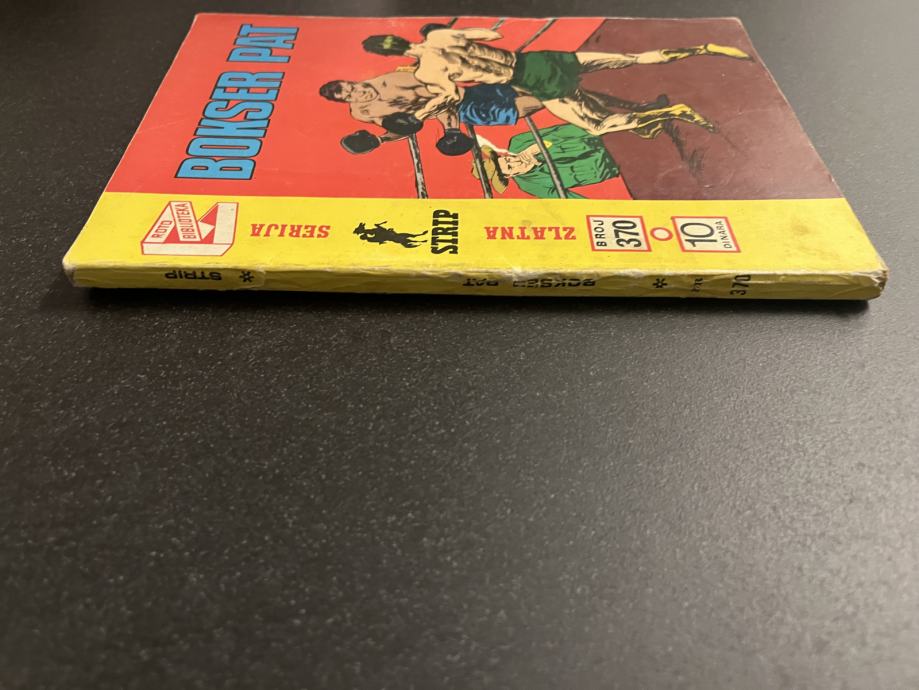 BOKSER PAT
ROTO
BIBLIOTEKA
ZLATNA
STRIP
SERIJA
BROJ
370
10
DINARA
STRIP
*
BOKSER
PAT
*
370